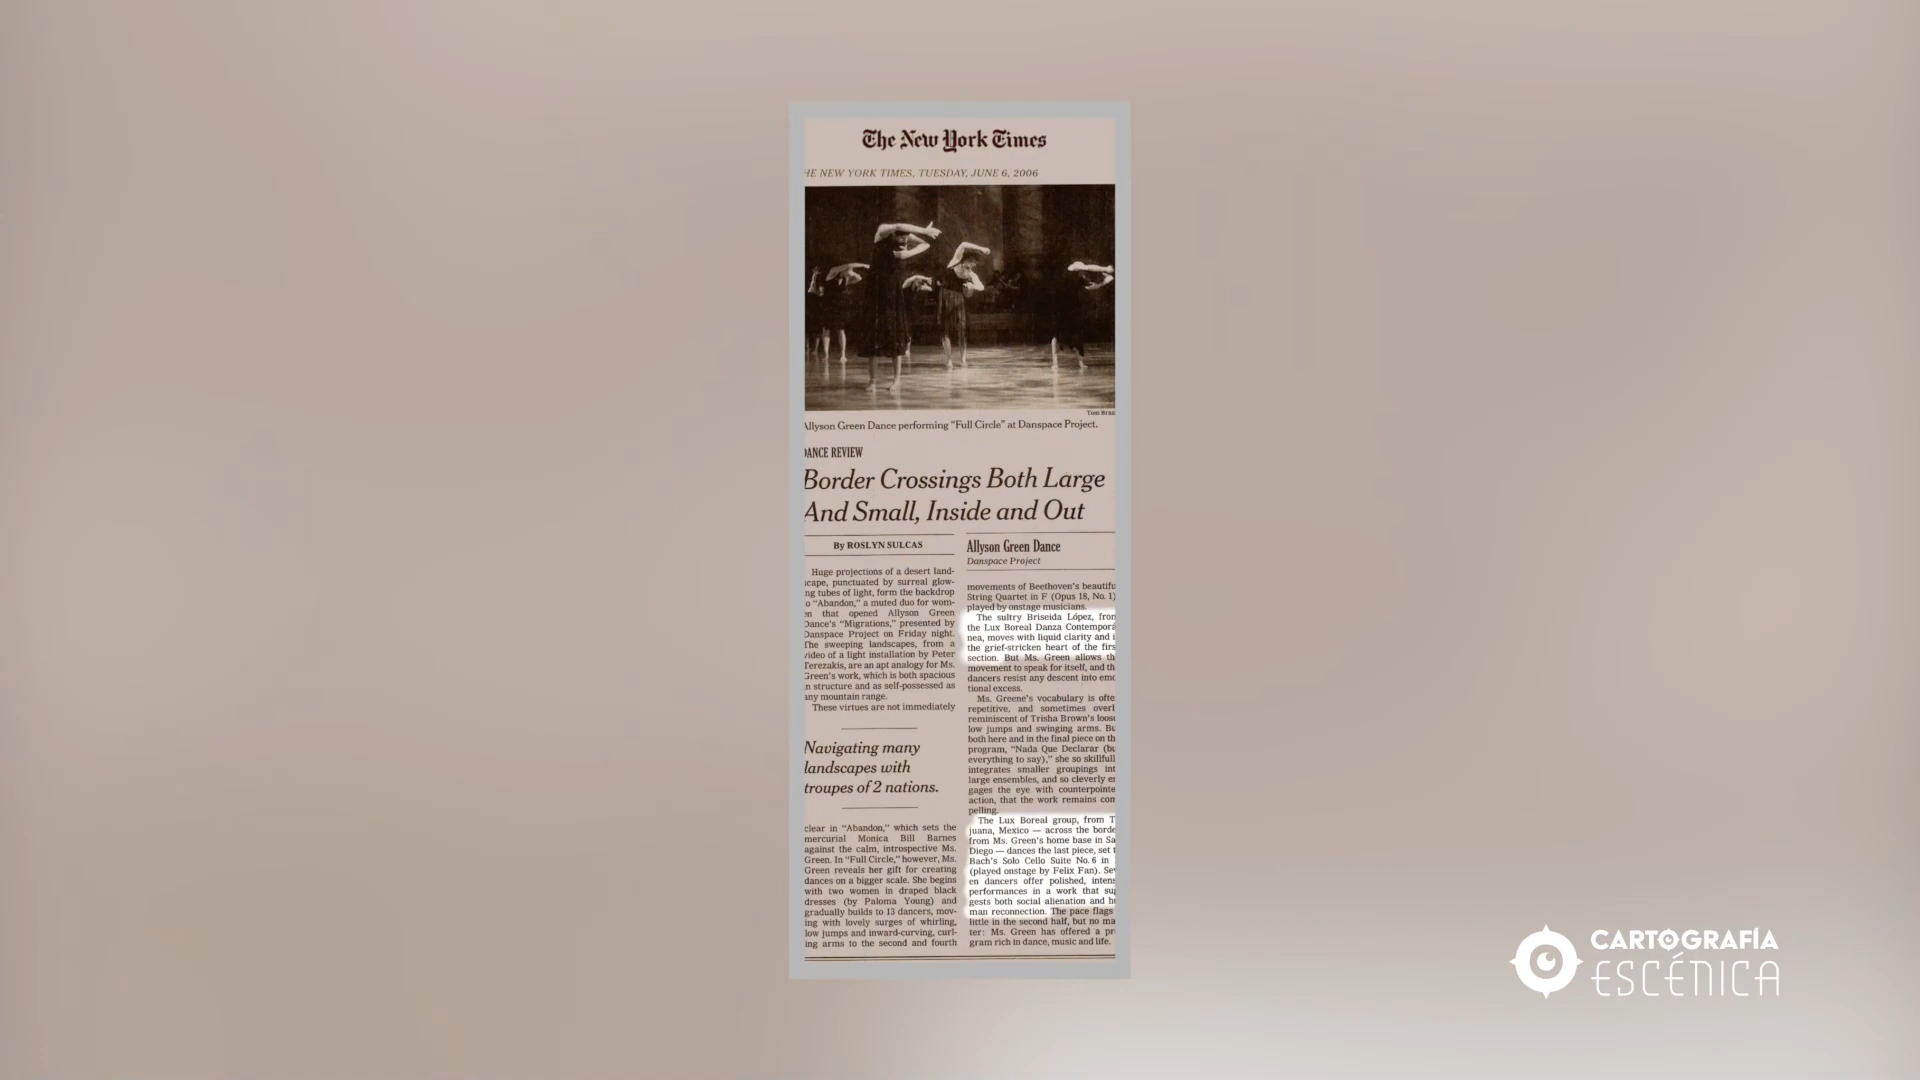 The New York Times
HE NEW YORK TIMES, TUESDAY, JUNE 6, 2006
Tom Braz
Allyson Green Dance performing "Full Circle" at Danspace Project.
DANCE REVIEW
Border Crossings Both Large
And Small, Inside and Out
By ROSLYN SULCAS
Huge projections of a desert land-
scape, punctuated by surreal glow-
ng tubes of light, form the backdrop
o "Abandon," a muted duo for wom-
en that opened Allyson Green
Dance's "Migrations," presented by
Danspace Project on Friday night.
The sweeping landscapes, from a
video of a light installation by Peter
Terezakis, are an apt analogy for Ms.
Green's work, which is both spacious
n structure and as self-possessed as
any mountain range.
These virtues are not immediately
Navigating many
landscapes with
troupes of 2 nations.
clear in "Abandon," which sets the
mercurial Monica Bill Barnes
against the calm, introspective Ms.
Green. In "Full Circle," however, Ms.
Green reveals her gift for creating
dances on a bigger scale. She begins
with two women in draped black
dresses (by Paloma Young) and
gradually builds to 13 dancers, mov-
ing with lovely surges of whirling,
low jumps and inward-curving, curl-
ing arms to the second and fourth
Allyson Green Dance
Danspace Project
movements of Beethoven's beautifu
String Quartet in F (Opus 18, No. 1)
played by onstage musicians.
The sultry Briseida López, from
the Lux Boreal Danza Contemporá
nea, moves with liquid clarity and i
the grief-stricken heart of the firs
section. But Ms. Green allows th
movement to speak for itself, and th
dancers resist any descent into emo
tional excess.
Ms. Greene's vocabulary is ofte
repetitive, and sometimes overl
reminiscent of Trisha Brown's loose
low jumps and swinging arms. Bu
both here and in the final piece on th
program, "Nada Que Declarar (bu
everything to say)," she so skillfull
integrates smaller groupings int
large ensembles, and so cleverly en
gages the eye with counterpointe
action, that the work remains com
pelling.
The Lux Boreal group, from T
juana, Mexico — across the borde
from Ms. Green's home base in Sa
Diego — dances the last piece, set t
Bach's Solo Cello Suite No. 6 in
(played onstage by Felix Fan). Sev
en dancers offer polished, intens
performances in a work that sug
gests both social alienation and hu
man reconnection. The pace flags
little in the second half, but no ma
ter: Ms. Green has offered a pr
gram rich in dance, music and life.
CARTOGRAFÍA
ESCÉNICA